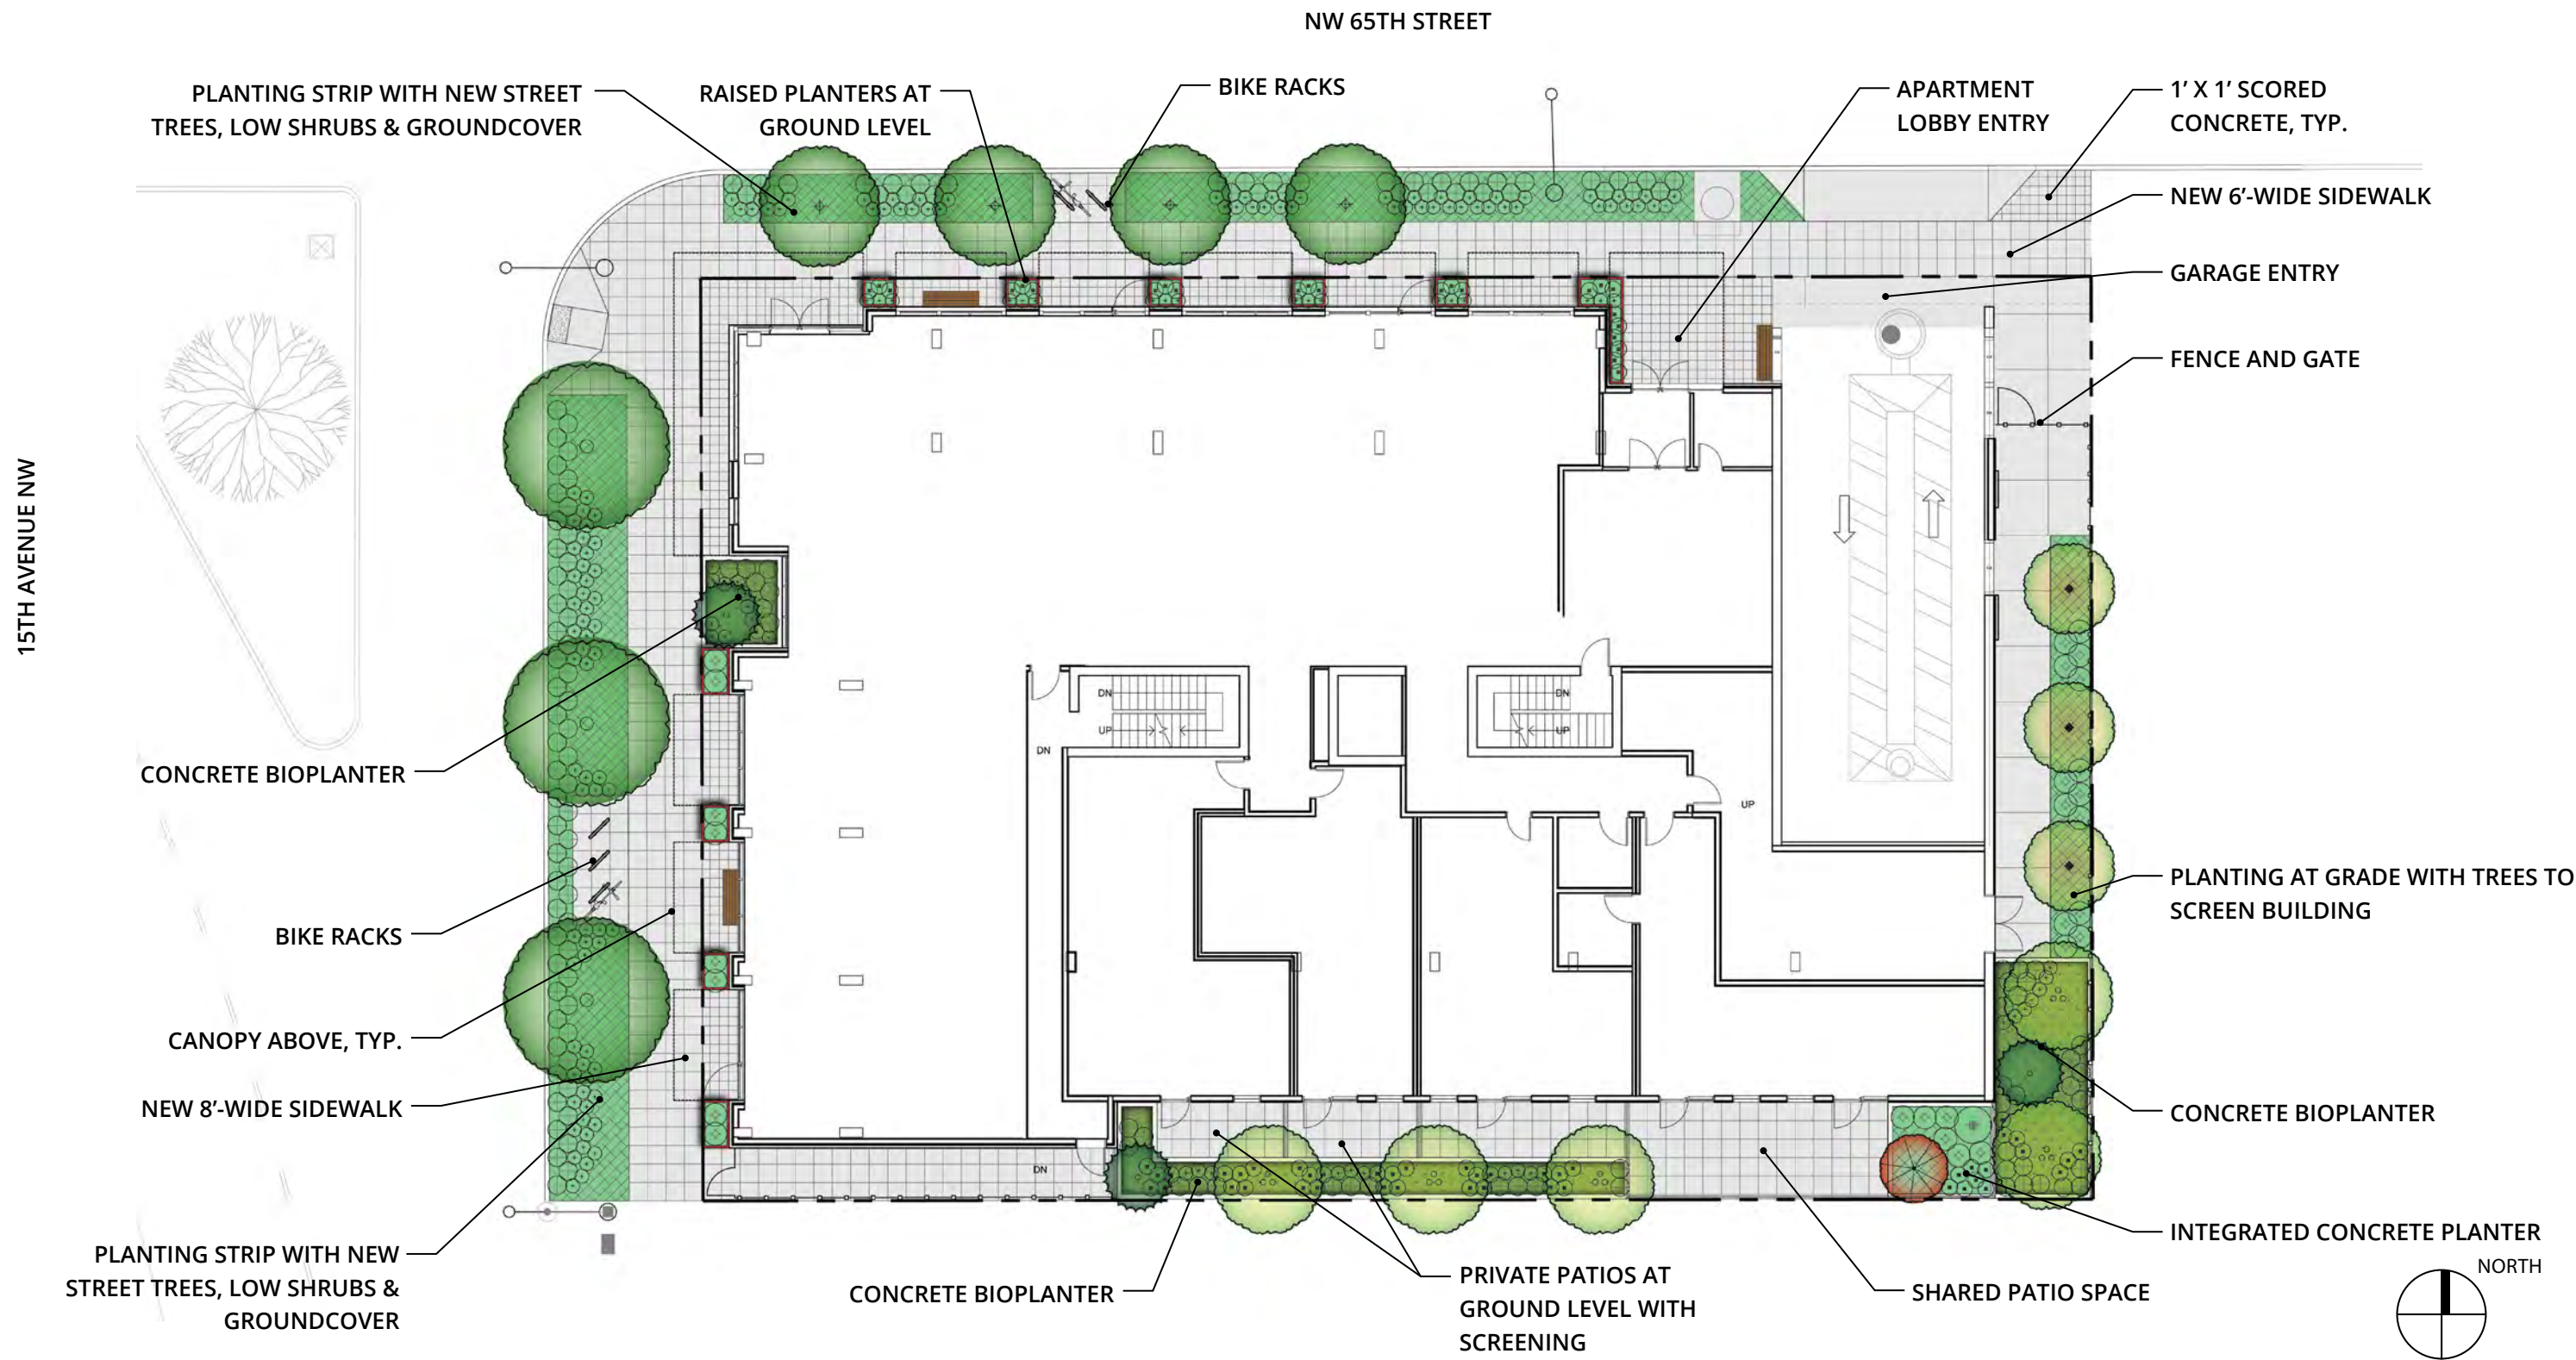 NW 65TH STREET
PLANTING STRIP WITH NEW STREET
TREES, LOW SHRUBS & GROUNDCOVER
RAISED PLANTERS AT
GROUND LEVEL
BIKE RACKS
APARTMENT
LOBBY ENTRY
1’ X 1’ SCORED
CONCRETE, TYP.
NEW 6’-WIDE SIDEWALK
GARAGE ENTRY
FENCE AND GATE
15TH AVENUE NW
DN
UP
DN
DN
UP
UP
DN
CONCRETE BIOPLANTER
BIKE RACKS
CANOPY ABOVE, TYP.
NEW 8’-WIDE SIDEWALK
PLANTING STRIP WITH NEW
STREET TREES, LOW SHRUBS &
GROUNDCOVER
CONCRETE BIOPLANTER
PRIVATE PATIOS AT
GROUND LEVEL WITH
SCREENING
SHARED PATIO SPACE
PLANTING AT GRADE WITH TREES TO
SCREEN BUILDING
CONCRETE BIOPLANTER
INTEGRATED CONCRETE PLANTER
NORTH